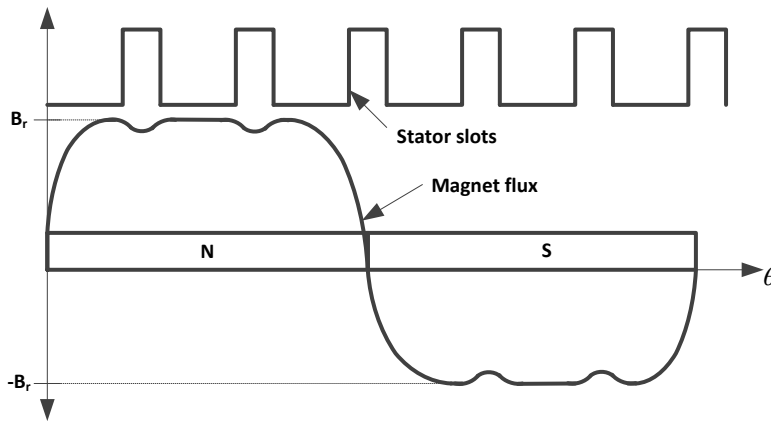 Br
Stator slots
Magnet flux
N
S
θ
-Br